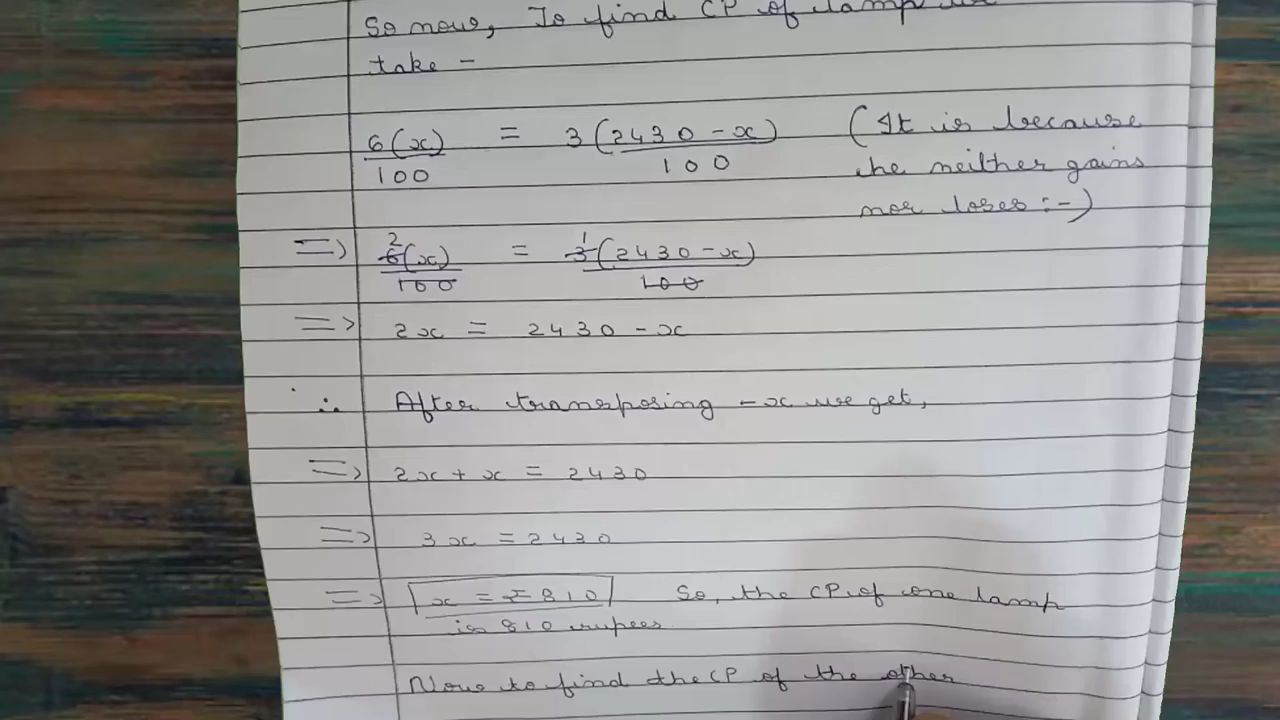 So now, To find CP of lamp we
take -
6(x)/100 = 3(2430-x)/100 (It is because
he neither gains
nor loses :-)
=> 2 6(x)/100 = 1 3(2430-x)/100
=> 2x = 2430-x
∴ After transposing -x we get,
=> 2x + x = 2430
=> 3x = 2430
=> x = 810 So, the CP of one lamp
is 810 rupees
Now to find the CP of the other